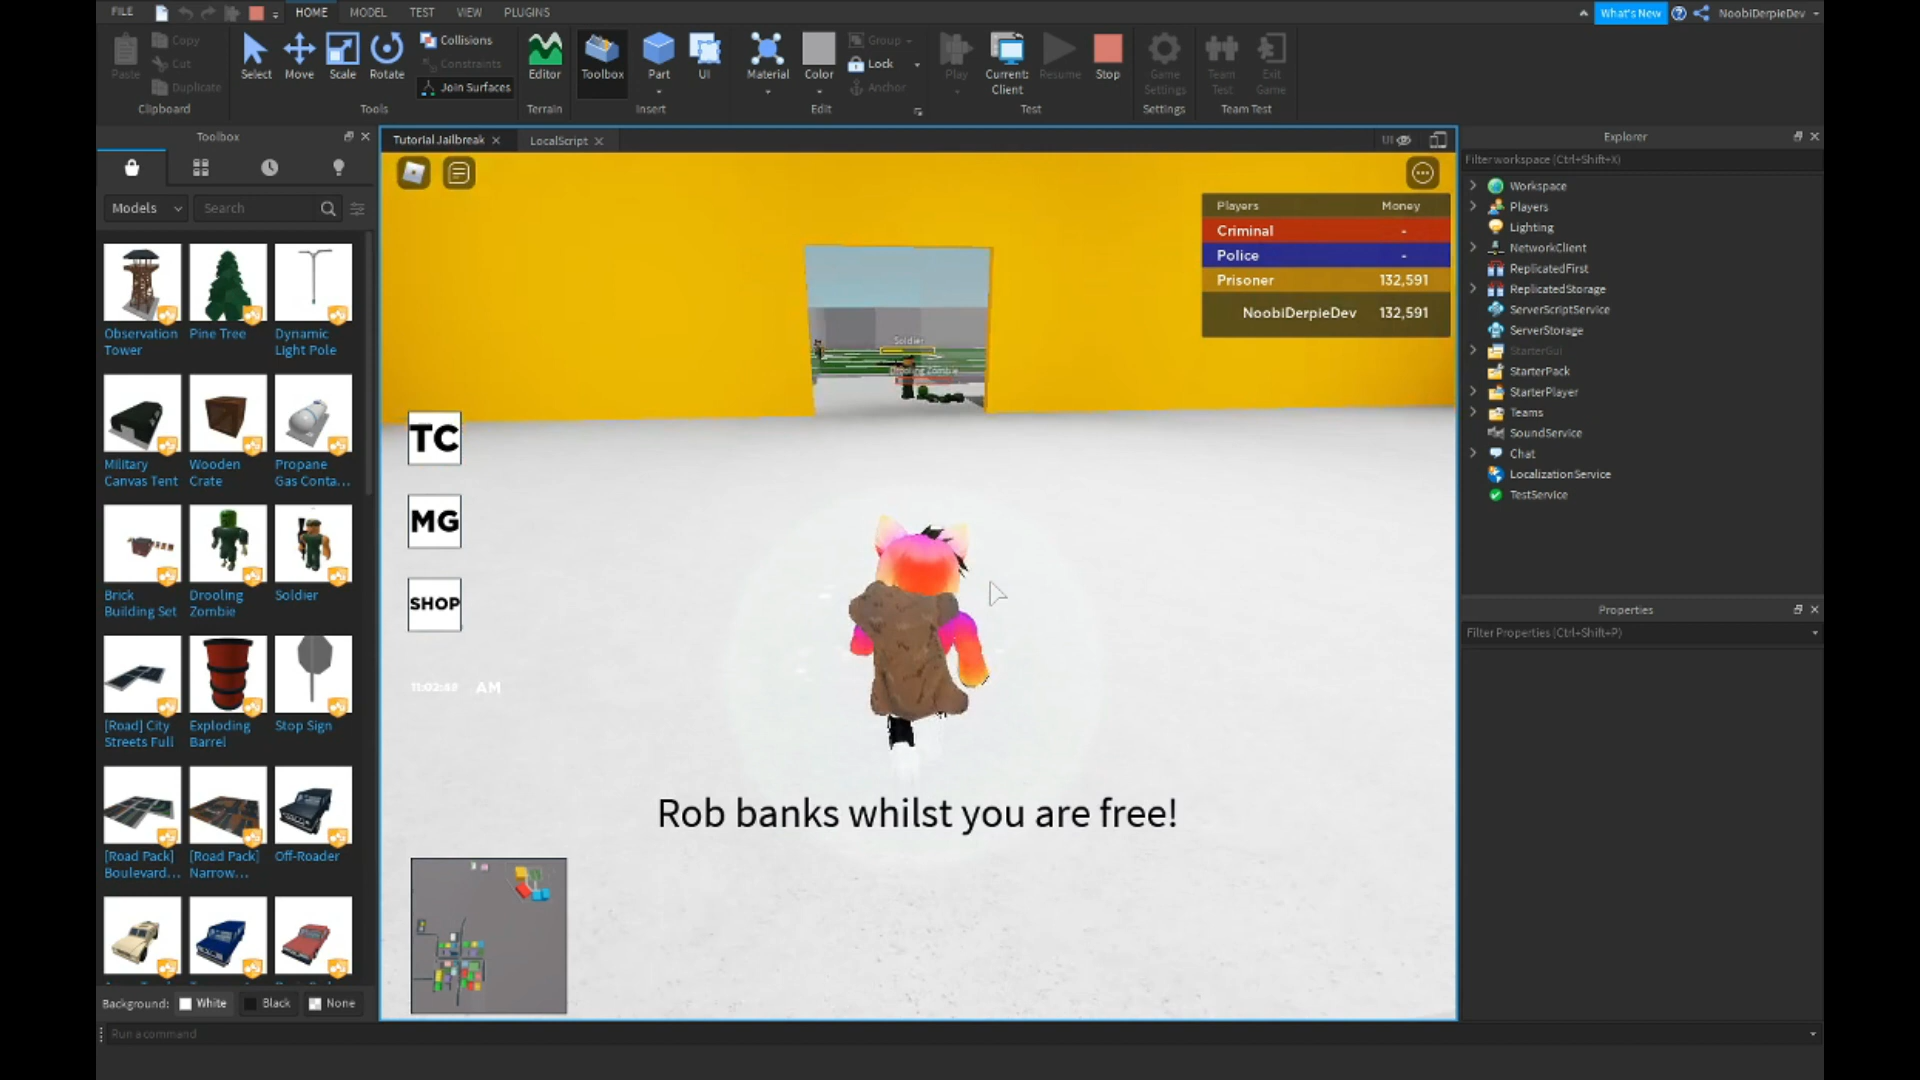 FILE HOME MODEL TEST VIEW PLUGINS What's New NoobiDerpieDev
Paste Copy Cut Duplicate Clipboard
Select Move Scale Rotate Collisions Constraints Join Surfaces Tools
Editor Terrain
Toolbox Part UI Insert
Material Color Group Lock Anchor Edit
Play Current: Client Resume Stop Test
Game Settings Settings
Team Test Exit Game Team Test
Toolbox
Models Search
Observation Tower
Pine Tree
Dynamic Light Pole
Military Canvas Tent
Wooden Crate
Propane Gas Conta...
Brick Building Set
Drooling Zombie
Soldier
[Road] City Streets Full
Exploding Barrel
Stop Sign
[Road Pack] Boulevard...
[Road Pack] Narrow...
Off-Roader
Background: White Black None
Run a command
Tutorial Jailbreak LocalScript UI
Players Money
Criminal -
Police -
Prisoner 132,591
NoobiDerpieDev 132,591
Soldier
Drooling Zombie
TC
MG
SHOP
AM
Rob banks whilst you are free!
Explorer
Filter workspace (Ctrl+Shift+X)
Workspace
Players
Lighting
NetworkClient
ReplicatedFirst
ReplicatedStorage
ServerScriptService
ServerStorage
StarterGui
StarterPack
StarterPlayer
Teams
SoundService
Chat
LocalizationService
TestService
Properties
Filter Properties (Ctrl+Shift+P)